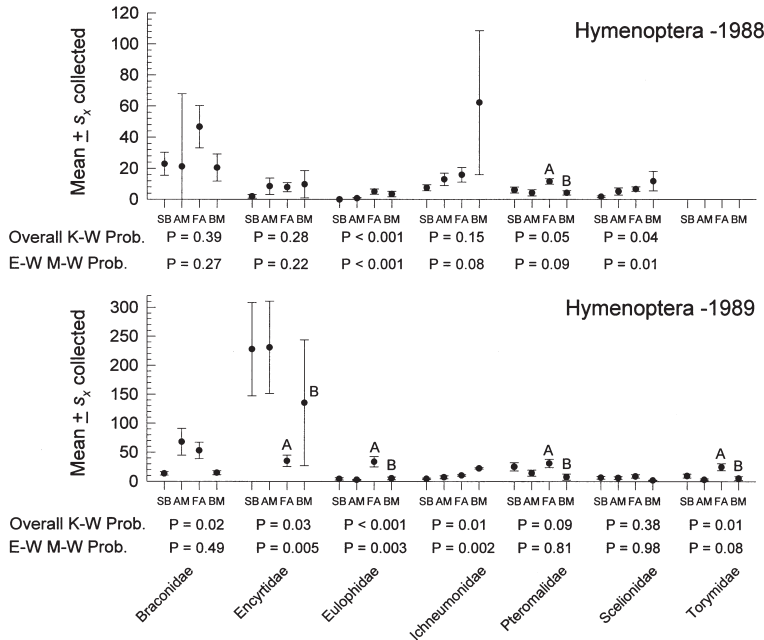 Hymenoptera -1988
Mean ± sx collected
120
100
80
60
40
20
0
A
B
SB AM FA BM SB AM FA BM SB AM FA BM SB AM FA BM SB AM FA BM SB AM FA BM SB AM FA BM
Overall K-W Prob. P = 0.39 P = 0.28 P < 0.001 P = 0.15 P = 0.05 P = 0.04
E-W M-W Prob. P = 0.27 P = 0.22 P < 0.001 P = 0.08 P = 0.09 P = 0.01
Hymenoptera -1989
Mean ± sx collected
300
250
200
150
100
50
0
A
B
A
B
A
B
A
B
SB AM FA BM SB AM FA BM SB AM FA BM SB AM FA BM SB AM FA BM SB AM FA BM SB AM FA BM
Overall K-W Prob. P = 0.02 P = 0.03 P < 0.001 P = 0.01 P = 0.09 P = 0.38 P = 0.01
E-W M-W Prob. P = 0.49 P = 0.005 P = 0.003 P = 0.002 P = 0.81 P = 0.98 P = 0.08
Braconidae
Encyrtidae
Eulophidae
Ichneumonidae
Pteromalidae
Scelionidae
Torymidae